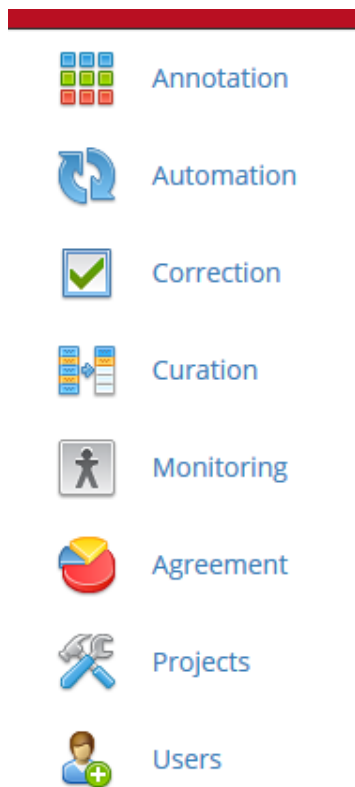 Annotation
Automation
Correction
Curation
Monitoring
Agreement
Projects
Users